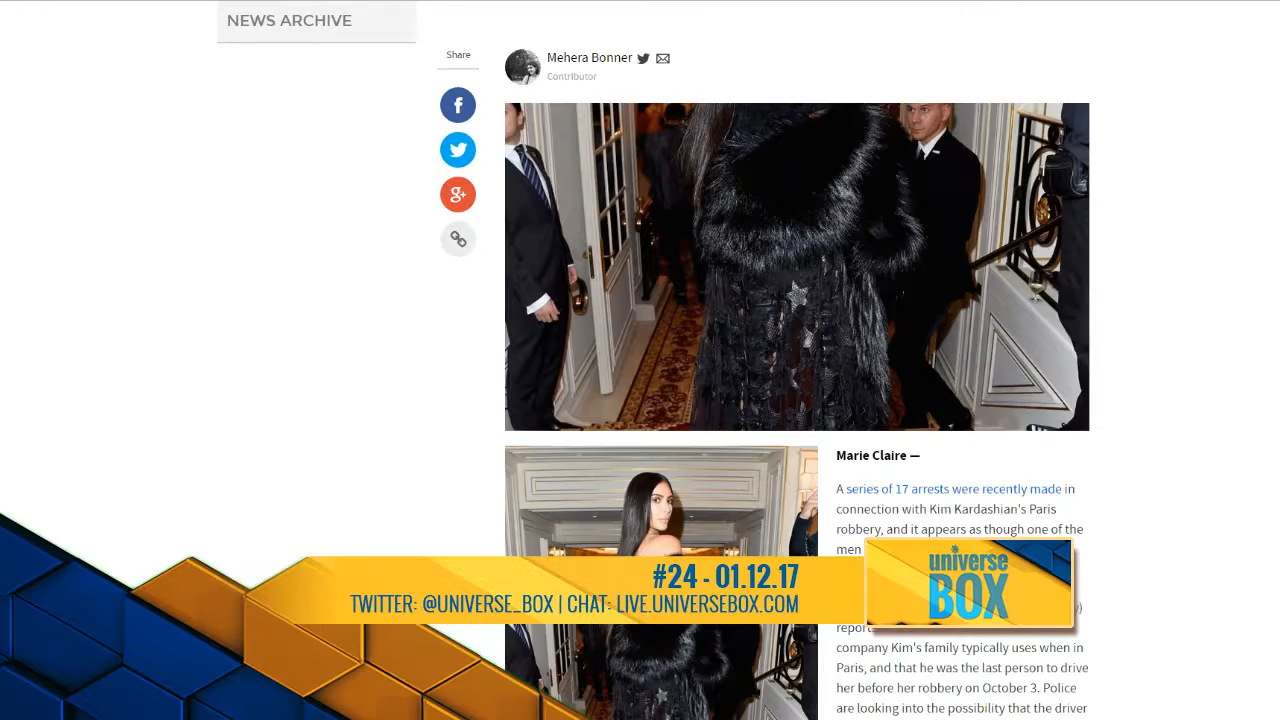 NEWS ARCHIVE
Share
Mehera Bonner
Contributor
Marie Claire —
A series of 17 arrests were recently made in
connection with Kim Kardashian's Paris
robbery, and it appears as though one of the
men
company Kim's family typically uses when in
Paris, and that he was the last person to drive
her before her robbery on October 3. Police
are looking into the possibility that the driver
#24 - 01.12.17
TWITTER: @UNIVERSE_BOX | CHAT: LIVE.UNIVERSEBOX.COM
universe
BOX